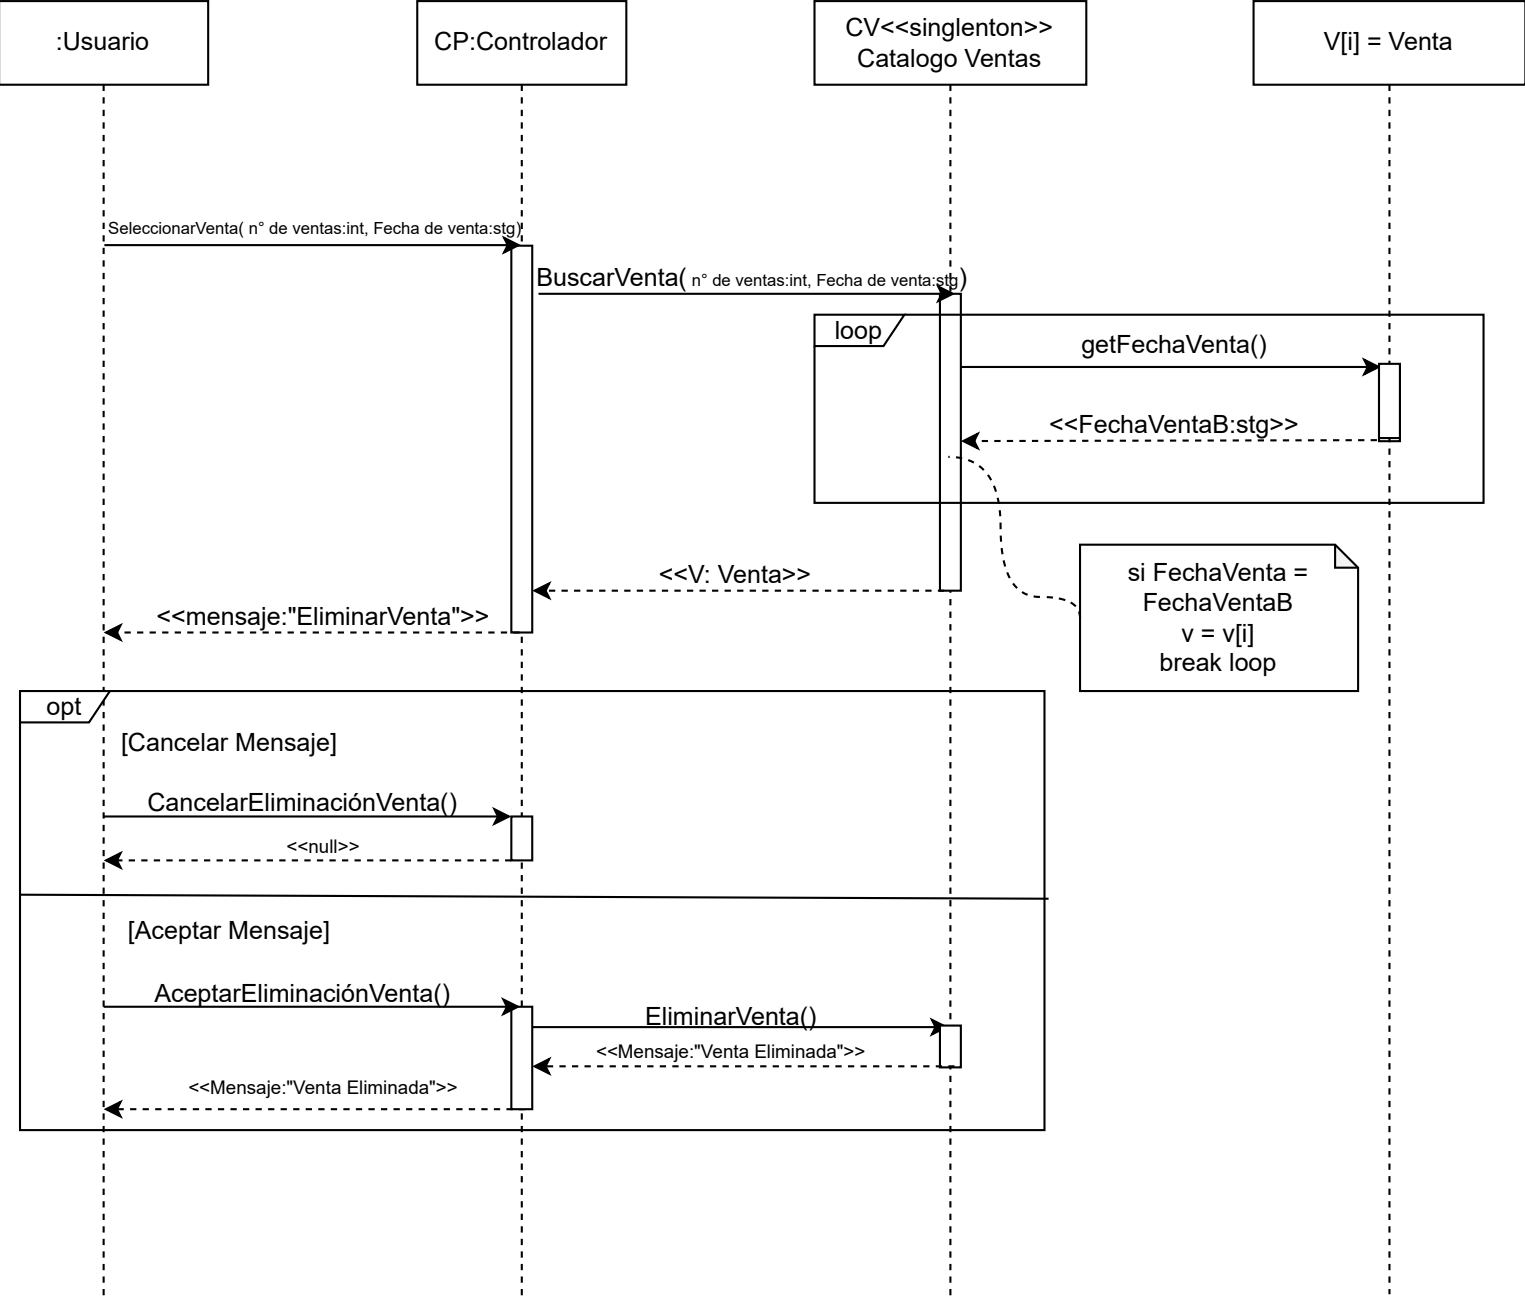 :Usuario
CP:Controlador
CV<<singlenton>>
Catalogo Ventas
V[i] = Venta
SeleccionarVenta( n° de ventas:int, Fecha de venta:stg)
BuscarVenta( n° de ventas:int, Fecha de venta:stg)
loop
getFechaVenta()
<<FechaVentaB:stg>>
si FechaVenta =
FechaVentaB
v = v[i]
break loop
<<V: Venta>>
<<mensaje:"EliminarVenta">>
opt
[Cancelar Mensaje]
CancelarEliminaciónVenta()
<<null>>
[Aceptar Mensaje]
AceptarEliminaciónVenta()
EliminarVenta()
<<Mensaje:"Venta Eliminada">>
<<Mensaje:"Venta Eliminada">>